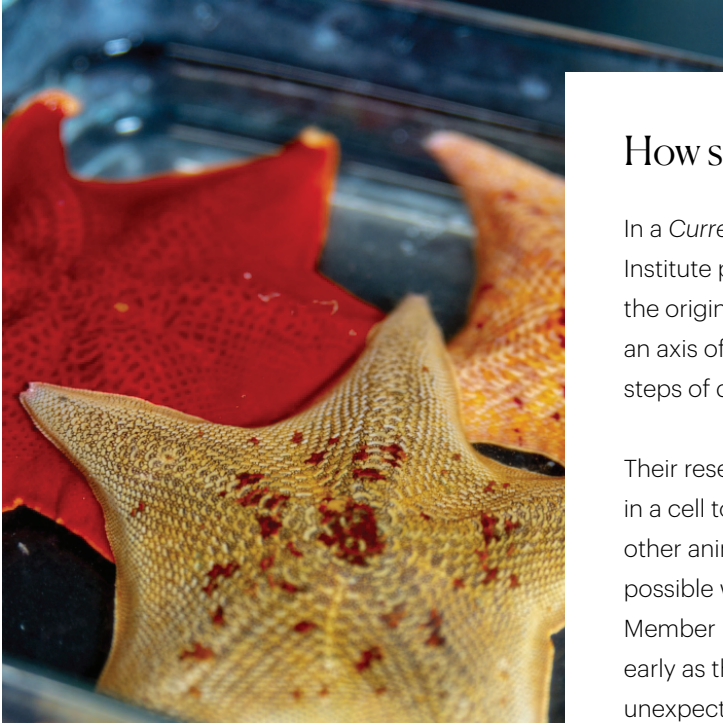 How s
In a Curre
Institute p
the origin
an axis of
steps of c
Their rese
in a cell to
other anir
possible v
Member
early as th
unexpect